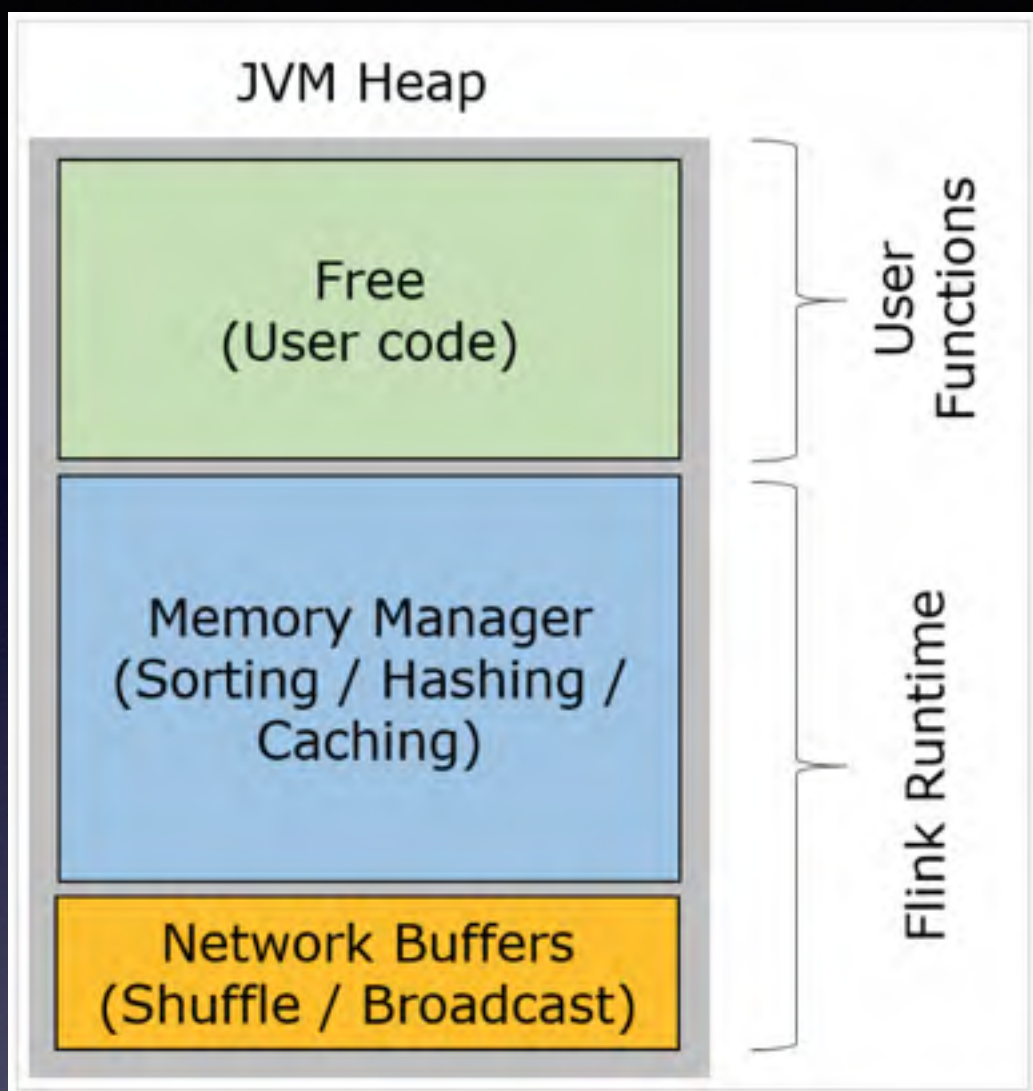 JVM Heap
Free
(User code)
User
Functions
Memory Manager
(Sorting / Hashing /
Caching)
Flink Runtime
Network Buffers
(Shuffle / Broadcast)